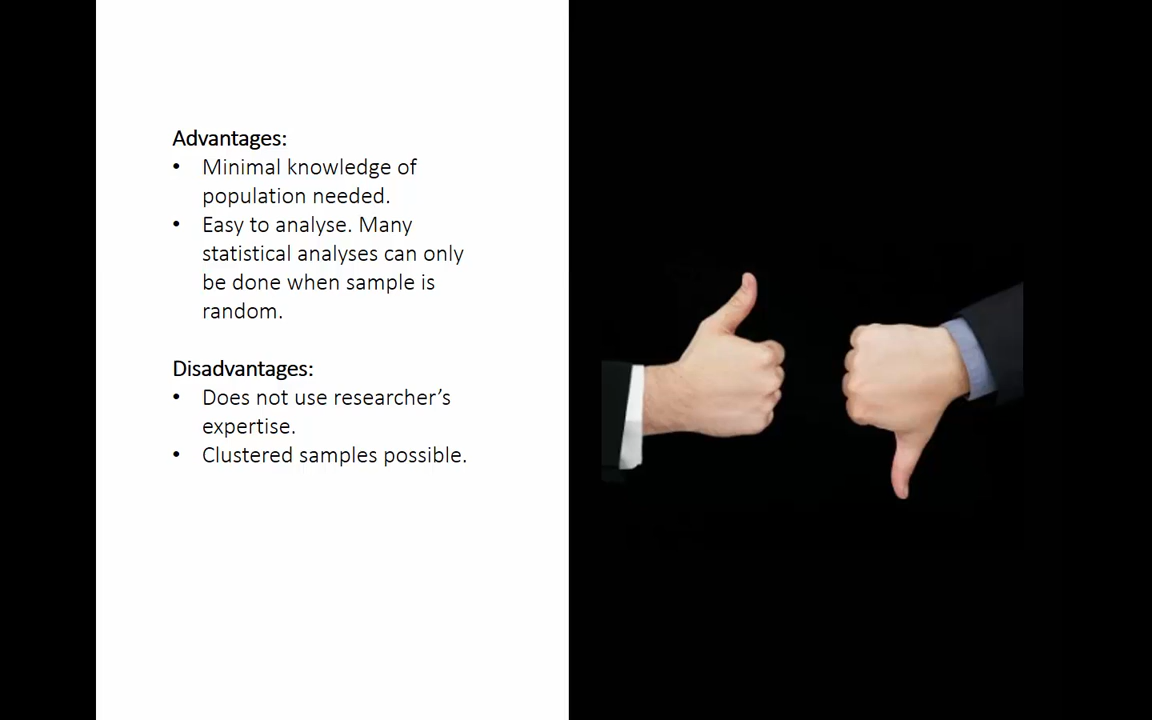 Advantages:
• Minimal knowledge of
population needed.
• Easy to analyse. Many
statistical analyses can only
be done when sample is
random.
Disadvantages:
• Does not use researcher’s
expertise.
• Clustered samples possible.